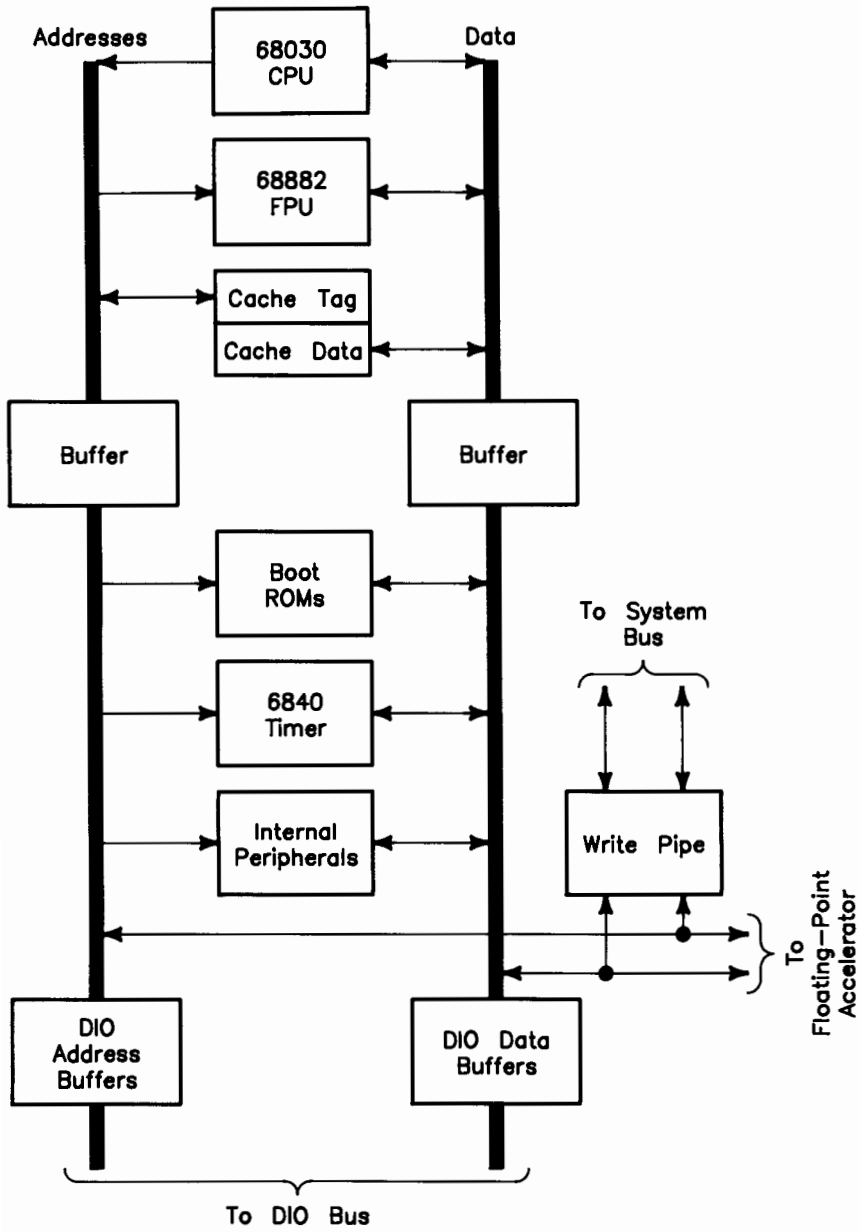 Addresses
68030
CPU
Data
68882
FPU
Cache Tag
Cache Data
Buffer
Buffer
Boot
ROMs
To System
Bus
6840
Timer
Internal
Peripherals
Write Pipe
To
Floating-Point
Accelerator
DIO
Address
Buffers
DIO Data
Buffers
To DIO Bus